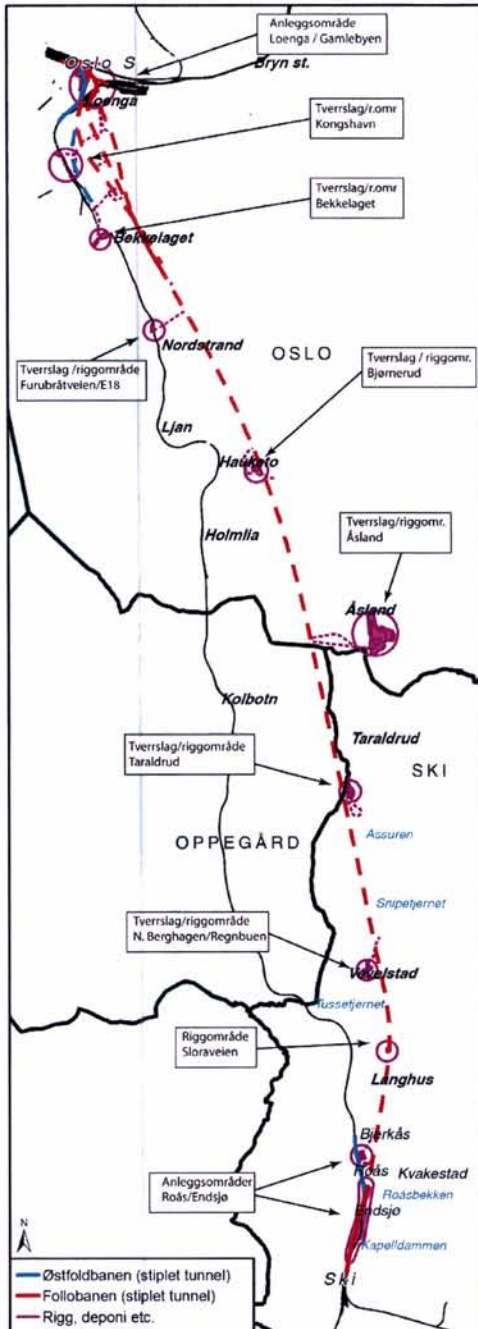 Anleggsområde
Loenga / Gamlebyen
Oslo S
Bryn st.
Loenga
Tverrslag/r.omr
Kongshavn
Tverrslag/r.omr
Bekkelaget
Bekkelaget
Nordstrand
OSLO
Tverrslag/riggområde
Furubråtveien/E18
Tverrslag / riggomr.
Bjørnerud
Ljan
Hauketo
Holmlia
Tverrslag/riggomr.
Åsland
Åsland
Kolbotn
Taraldrud
Tverrslag/riggområde
Taraldrud
SKI
OPPEGÅRD
Assuren
Snipetjernet
Tverrslag/riggområde
N. Berghagen/Regnbuen
Vevelstad
Tussetjernet
Riggområde
Sloraveien
Langhus
Bjerkås
Roås
Kvakestad
Anleggsområder
Roås/Endsjø
Roåsbekken
Endsjø
Kapelldammen
N
Ski
Østfoldbanen (stiplet tunnel)
Follobanen (stiplet tunnel)
Rigg, deponi etc.